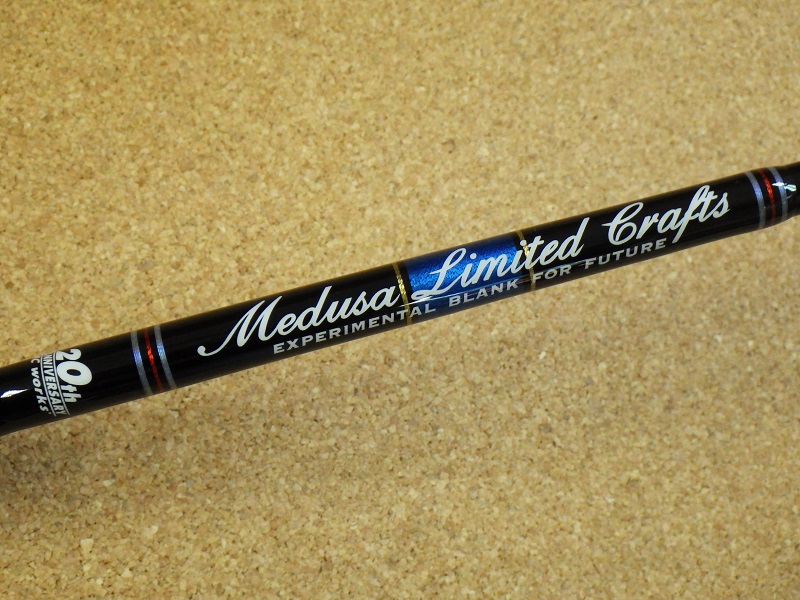 Medusa Limited Crafts
EXPERIMENTAL BLANK FOR FUTURE
20th
ANNIVERSARY
works